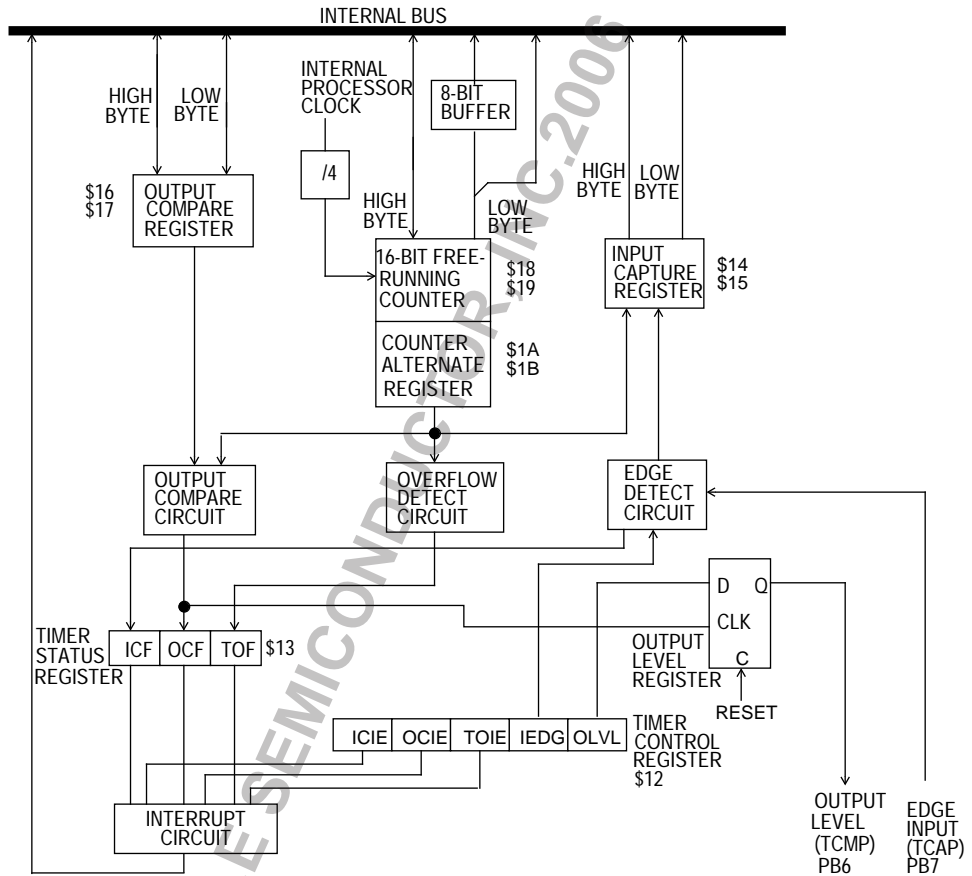 INTERNAL BUS
HIGH
BYTE
LOW
BYTE
INTERNAL
PROCESSOR
CLOCK
8-BIT
BUFFER
/4
HIGH
BYTE
LOW
BYTE
HIGH
BYTE
LOW
BYTE
$16
$17
OUTPUT
COMPARE
REGISTER
16-BIT FREE-
RUNNING
COUNTER
$18
$19
COUNTER
ALTERNATE
REGISTER
$1A
$1B
INPUT
CAPTURE
REGISTER
$14
$15
OUTPUT
COMPARE
CIRCUIT
OVERFLOW
DETECT
CIRCUIT
EDGE
DETECT
CIRCUIT
D Q
CLK
C
OUTPUT
LEVEL
REGISTER
RESET
TIMER
STATUS
REGISTER
ICF OCF TOF $13
ICIE OCIE TOIE IEDG OLVL
TIMER
CONTROL
REGISTER
$12
INTERRUPT
CIRCUIT
OUTPUT
LEVEL
(TCMP)
PB6
EDGE
INPUT
(TCAP)
PB7
E SEMICONDUCTOR, INC.2006